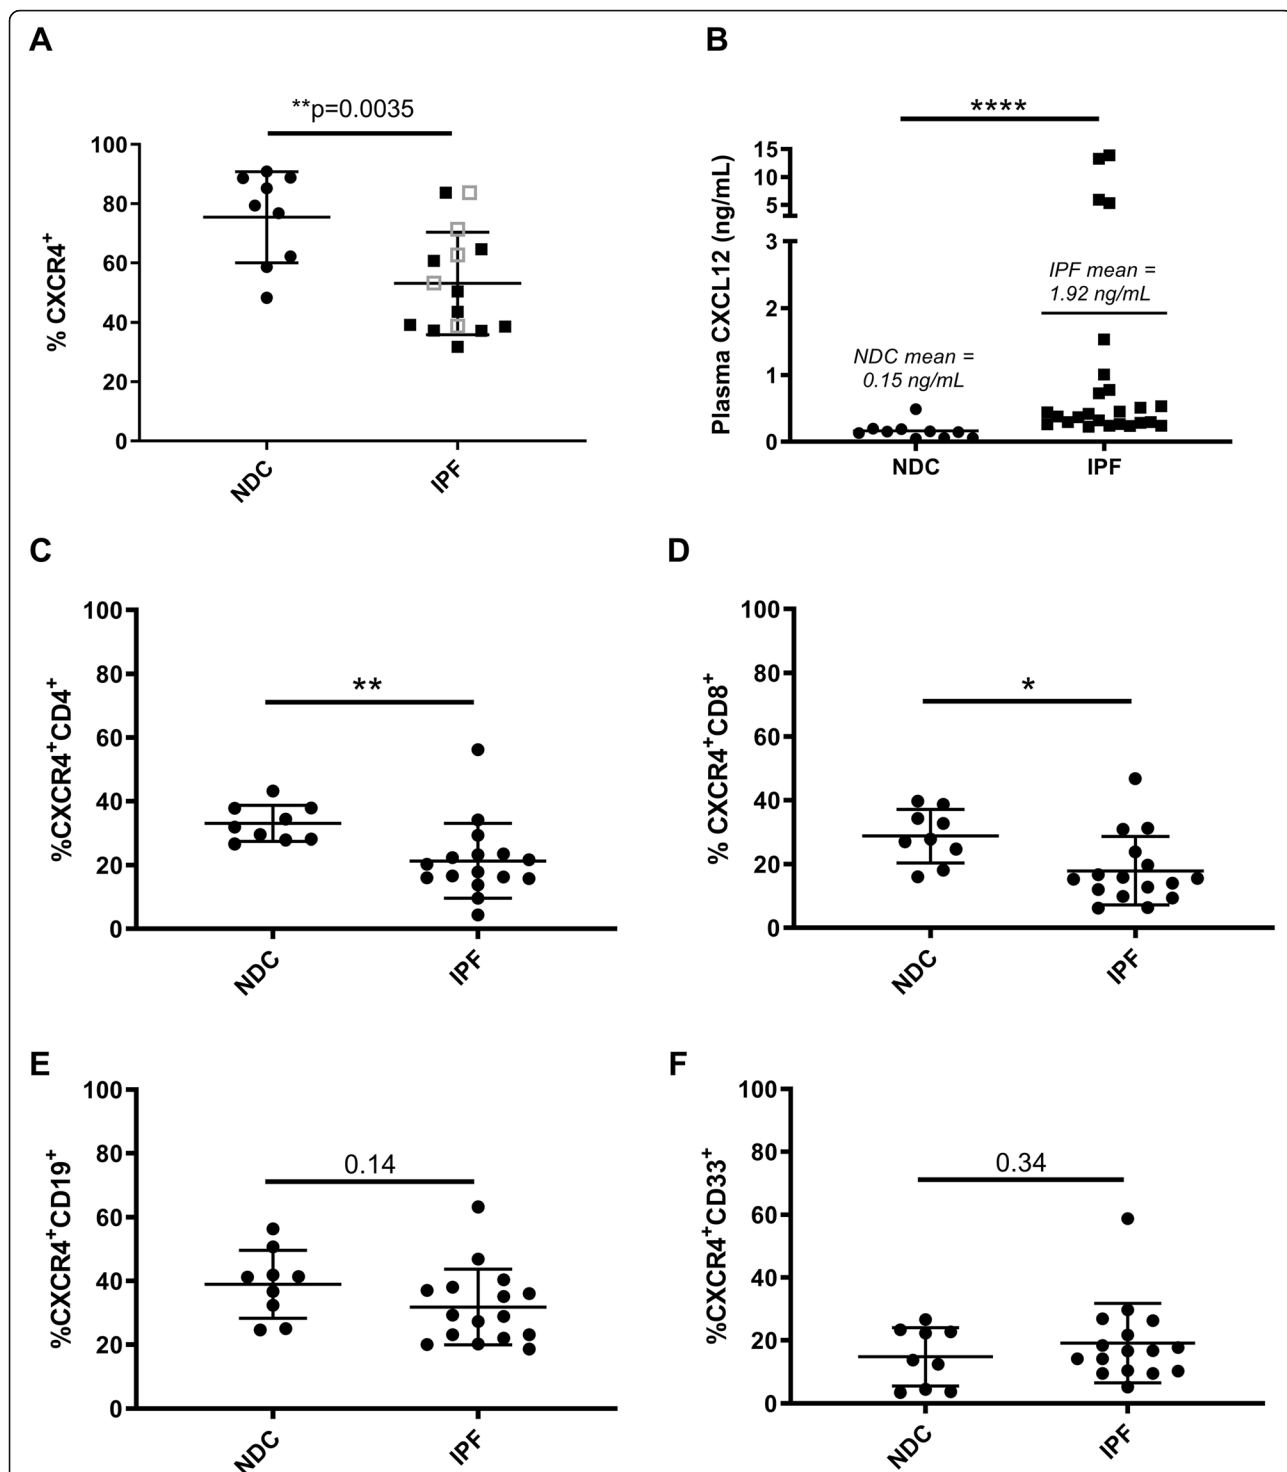 A
**p=0.0035
% CXCR4+
100
80
60
40
20
0
NDC
IPF
B
****
Plasma CXCL12 (ng/mL)
15
10
5
3
2
1
0
IPF mean =
1.92 ng/mL
NDC mean =
0.15 ng/mL
NDC
IPF
C
**
%CXCR4+CD4+
100
80
60
40
20
0
NDC
IPF
D
*
% CXCR4+CD8+
100
80
60
40
20
0
NDC
IPF
E
0.14
%CXCR4+CD19+
100
80
60
40
20
0
NDC
IPF
F
0.34
%CXCR4+CD33+
100
80
60
40
20
0
NDC
IPF